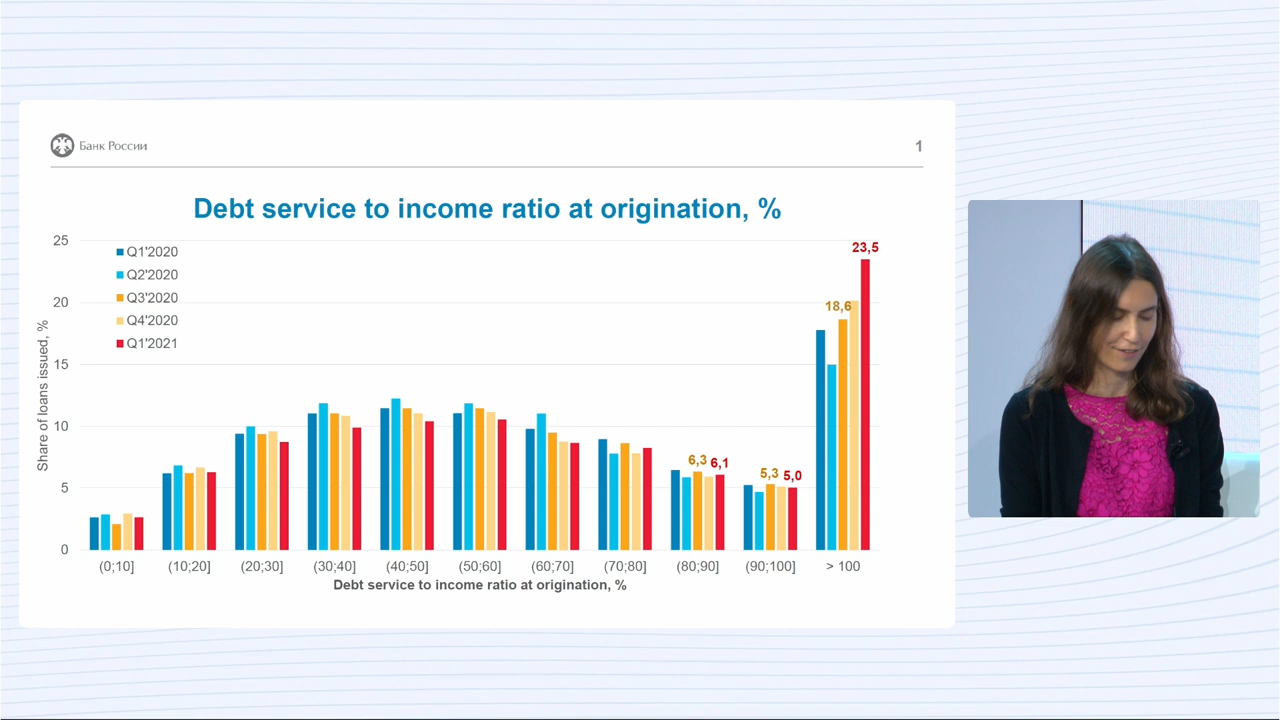 Банк России
1
Debt service to income ratio at origination, %
25
20
15
10
5
0
Share of loans issued, %
Q1'2020
Q2'2020
Q3'2020
Q4'2020
Q1'2021
6,3 6,1
5,3 5,0
18,6
23,5
(0;10] (10;20] (20;30] (30;40] (40;50] (50;60] (60;70] (70;80] (80;90] (90;100] > 100
Debt service to income ratio at origination, %